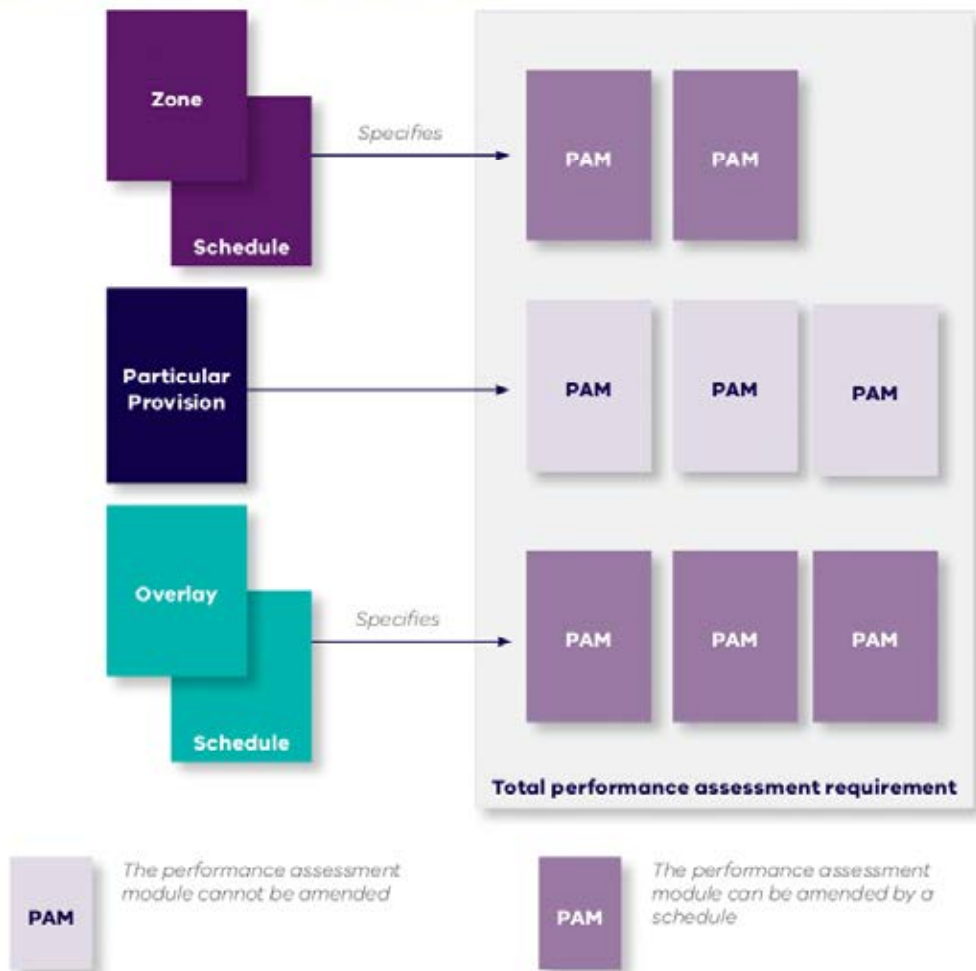 Zone
Schedule
Specifies
PAM
PAM
Particular
Provision
PAM
PAM
PAM
Overlay
Schedule
Specifies
PAM
PAM
PAM
Total performance assessment requirement
PAM
The performance assessment
module cannot be amended
PAM
The performance assessment
module can be amended by a
schedule